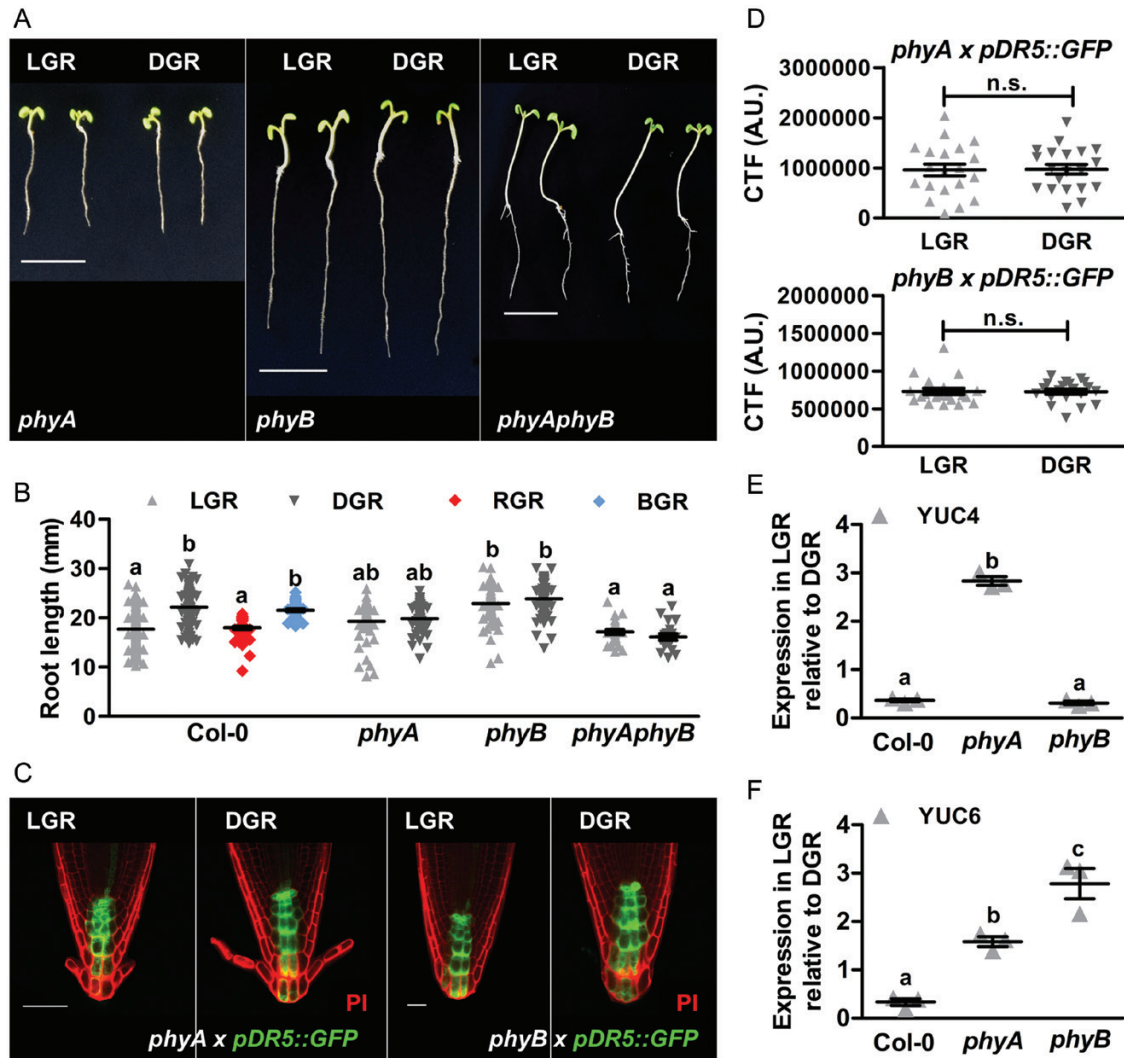 A
LGR DGR LGR DGR LGR DGR
phyA phyB phyAphyB
B
LGR DGR RGR BGR
Root length (mm)
40
30
20
10
0
a b a b ab ab b b a a
Col-0 phyA phyB phyAphyB
C
LGR DGR LGR DGR
PI PI
phyA x pDR5::GFP phyB x pDR5::GFP
D
phyA x pDR5::GFP
CTF (A.U.)
3000000
2000000
1000000
0
n.s.
LGR DGR
phyB x pDR5::GFP
CTF (A.U.)
2000000
1500000
1000000
500000
0
n.s.
LGR DGR
E
YUC4
Expression in LGR
relative to DGR
4
3
2
1
0
a b a
Col-0 phyA phyB
F
YUC6
Expression in LGR
relative to DGR
4
3
2
1
0
a b c
Col-0 phyA phyB